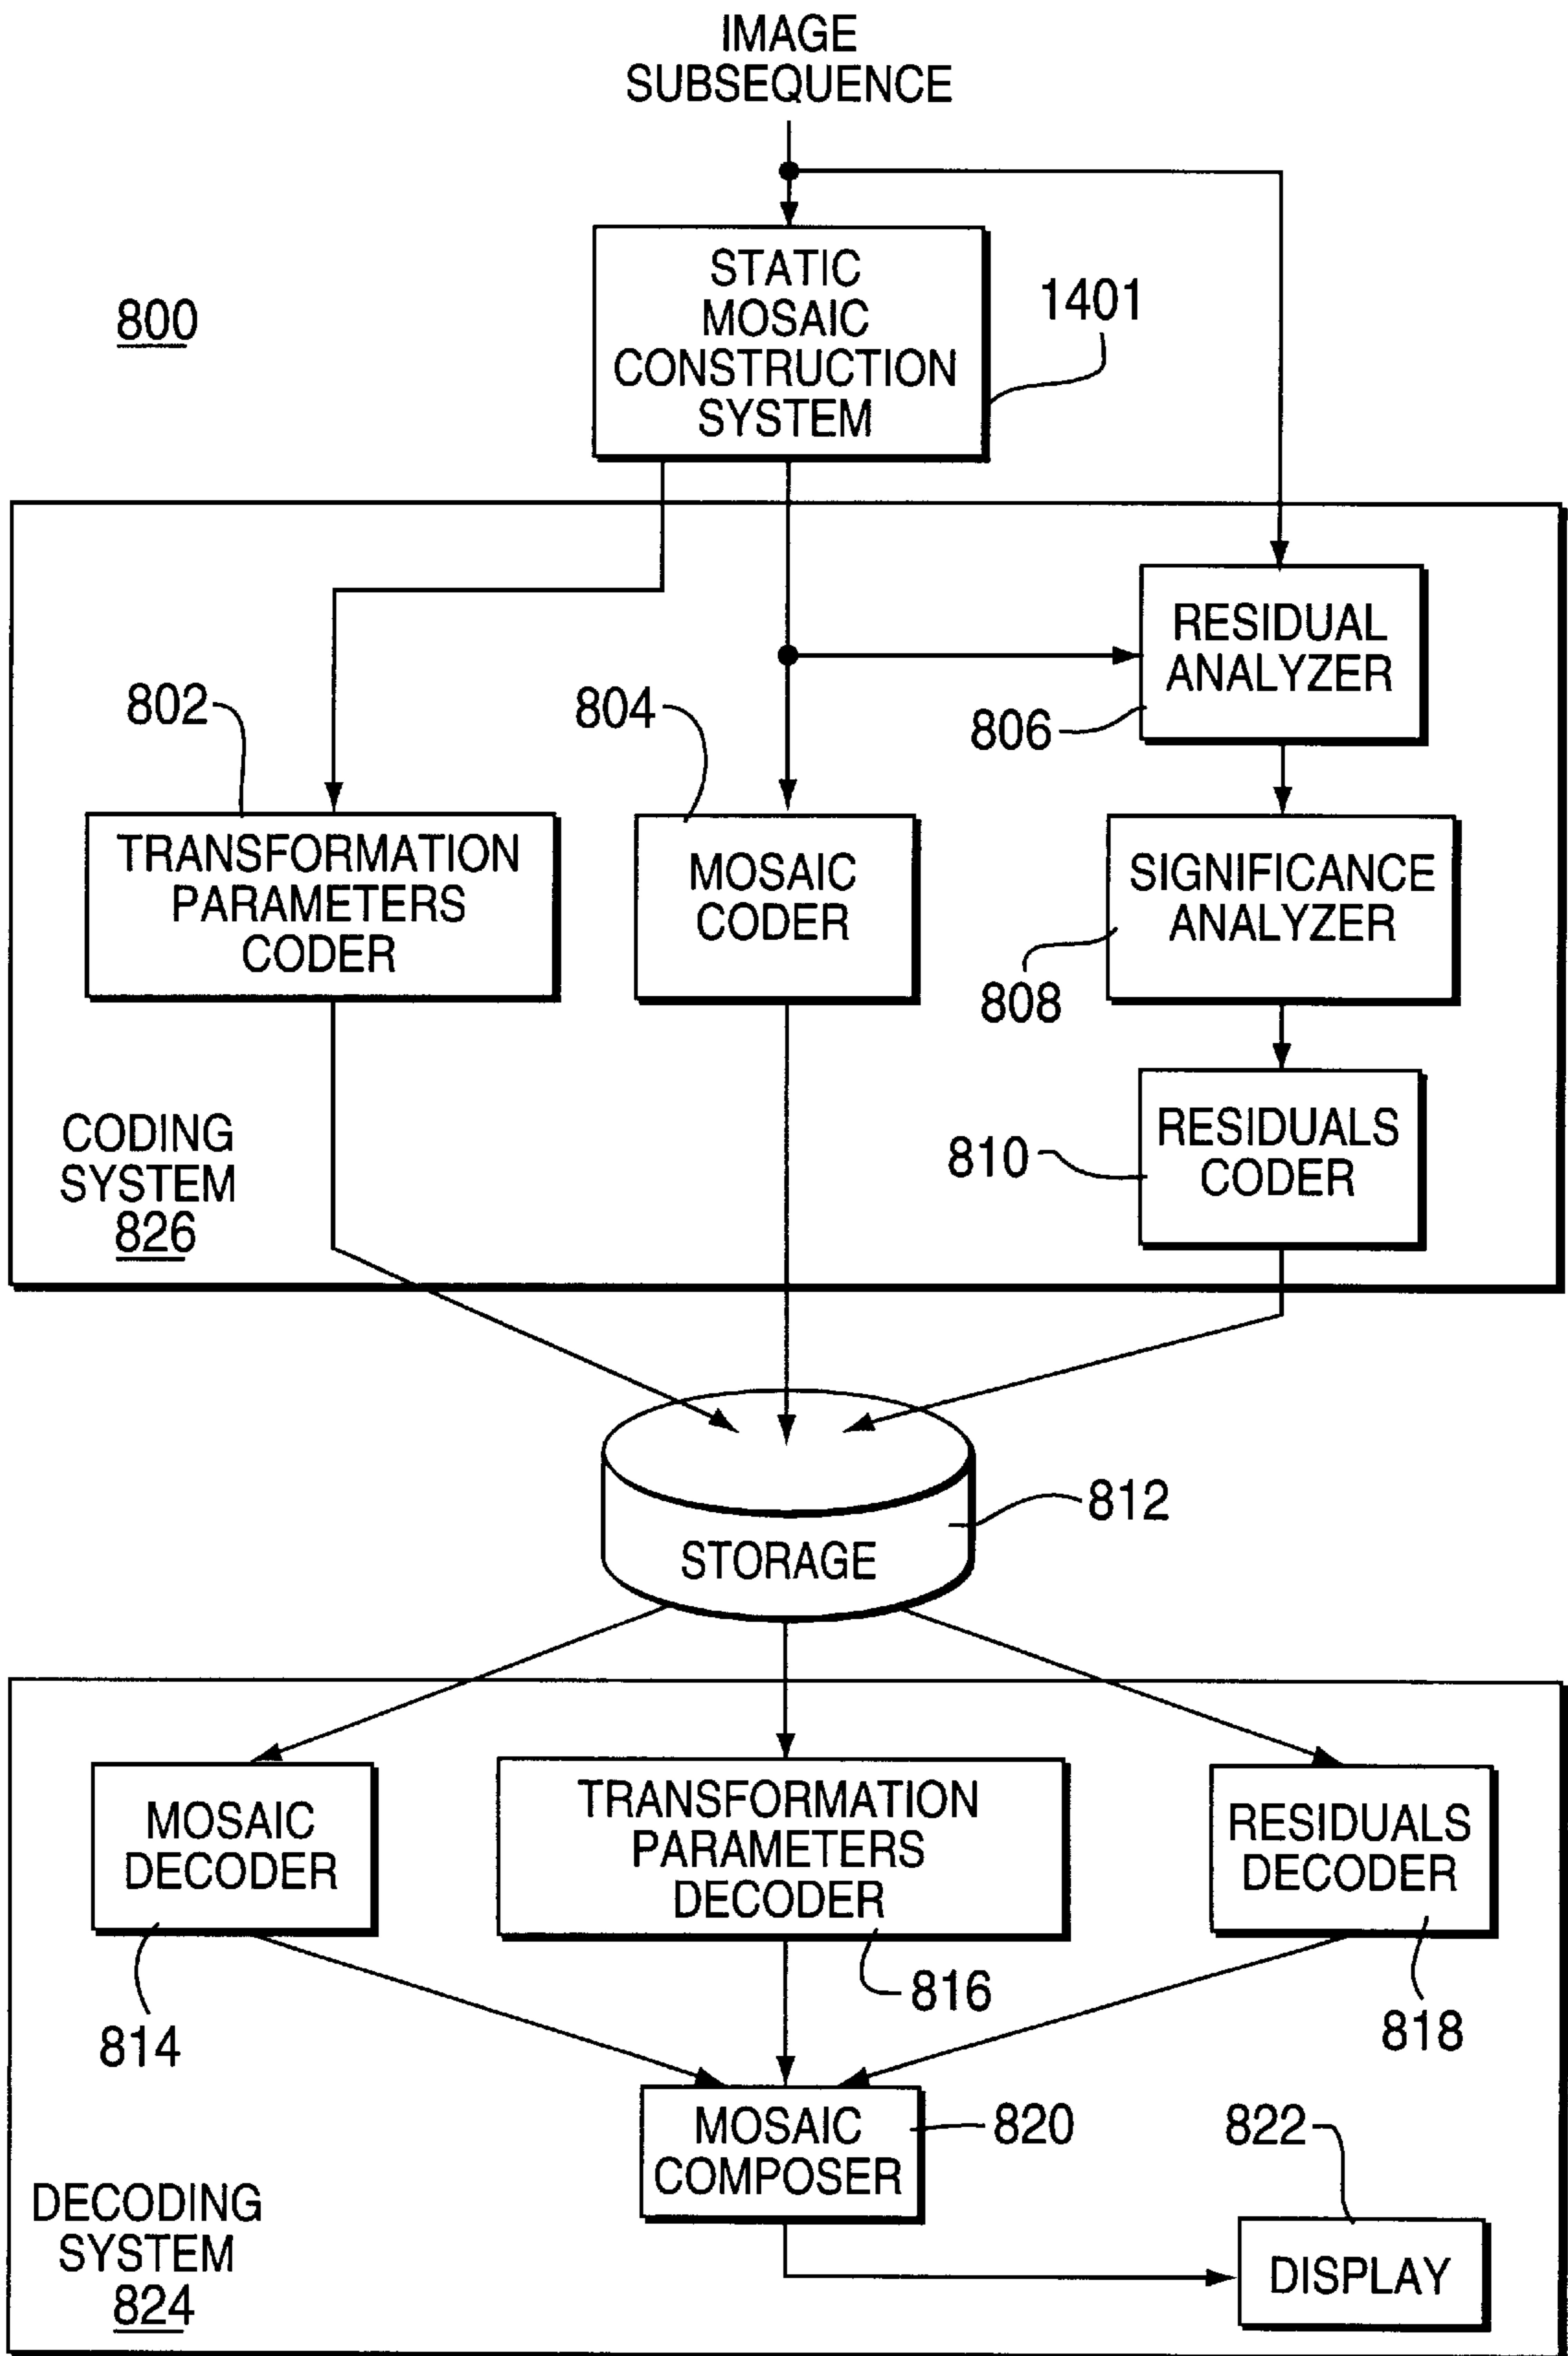 IMAGE
SUBSEQUENCE
STATIC
MOSAIC
CONSTRUCTION
SYSTEM
1401
800
RESIDUAL
ANALYZER
806
802
804
TRANSFORMATION
PARAMETERS
CODER
MOSAIC
CODER
SIGNIFICANCE
ANALYZER
808
RESIDUALS
CODER
810
CODING
SYSTEM
826
STORAGE
812
MOSAIC
DECODER
814
TRANSFORMATION
PARAMETERS
DECODER
816
RESIDUALS
DECODER
818
MOSAIC
COMPOSER
820
822
DISPLAY
DECODING
SYSTEM
824